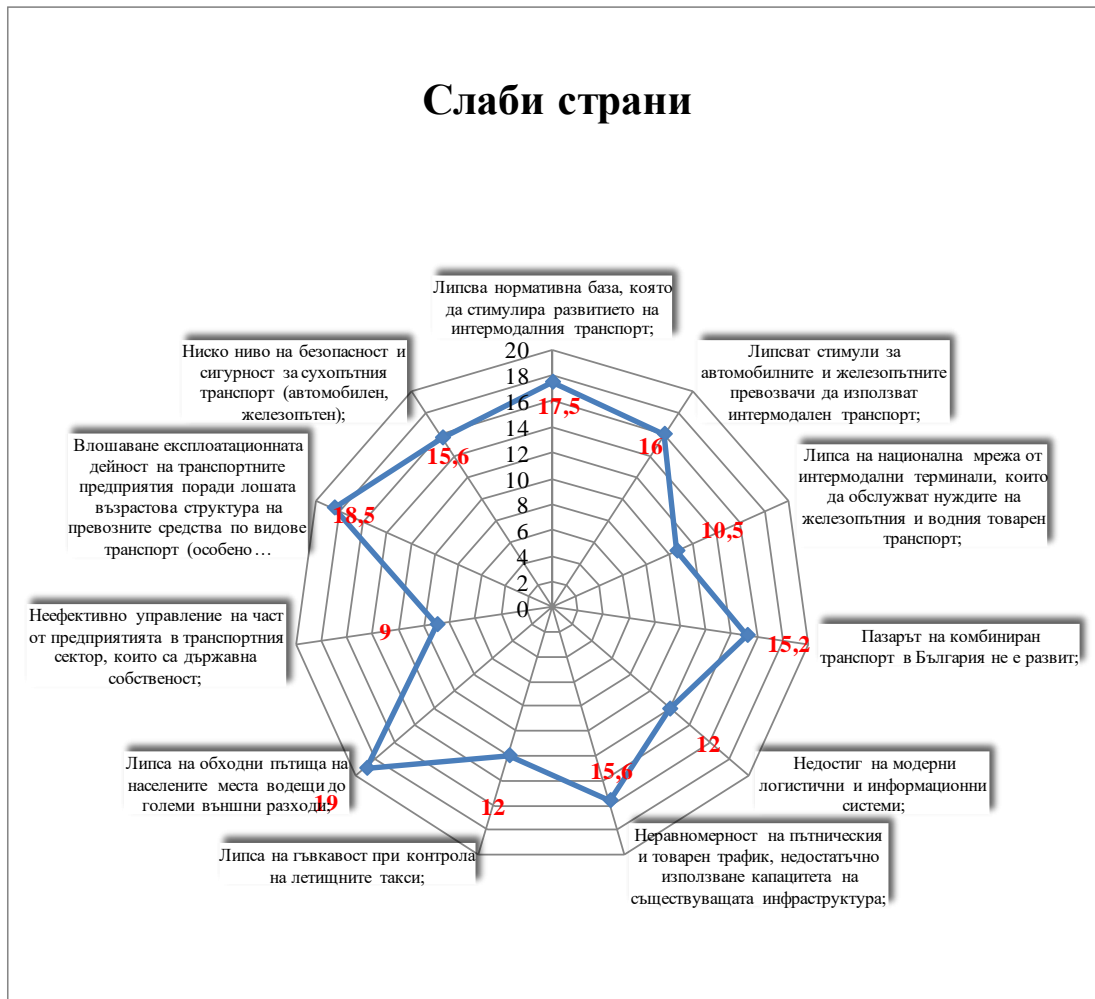 Слаби страни
Липсва нормативна база, която
да стимулира развитието на
интермодалния транспорт;
Липсват стимули за
автомобилните и железопътните
превозвачи да използват
интермодален транспорт;
Липса на национална мрежа от
интермодални терминали, които
да обслужват нуждите на
железопътния и водния товарен
транспорт;
Пазарът на комбиниран
транспорт в България не е развит;
Недостиг на модерни
логистични и информационни
системи;
Неравномерност на пътническия
и товарен трафик, недостатъчно
използване капацитета на
съществуващата инфраструктура;
Липса на гъвкавост при контрола
на летищните такси;
Липса на обходни пътища на
населените места водещи до
големи външни разходи;
Неефективно управление на част
от предприятията в транспортния
сектор, които са държавна
собственост;
Влошаване експлоатационната
дейност на транспортните
предприятия поради лошата
възрастова структура на
превозните средства по видове
транспорт (особено…
Ниско ниво на безопасност и
сигурност за сухопътния
транспорт (автомобилен,
железопътен);
20
18
16
14
12
10
8
6
4
2
0
17,5
16
10,5
15,2
12
15,6
12
19
9
18,5
15,6